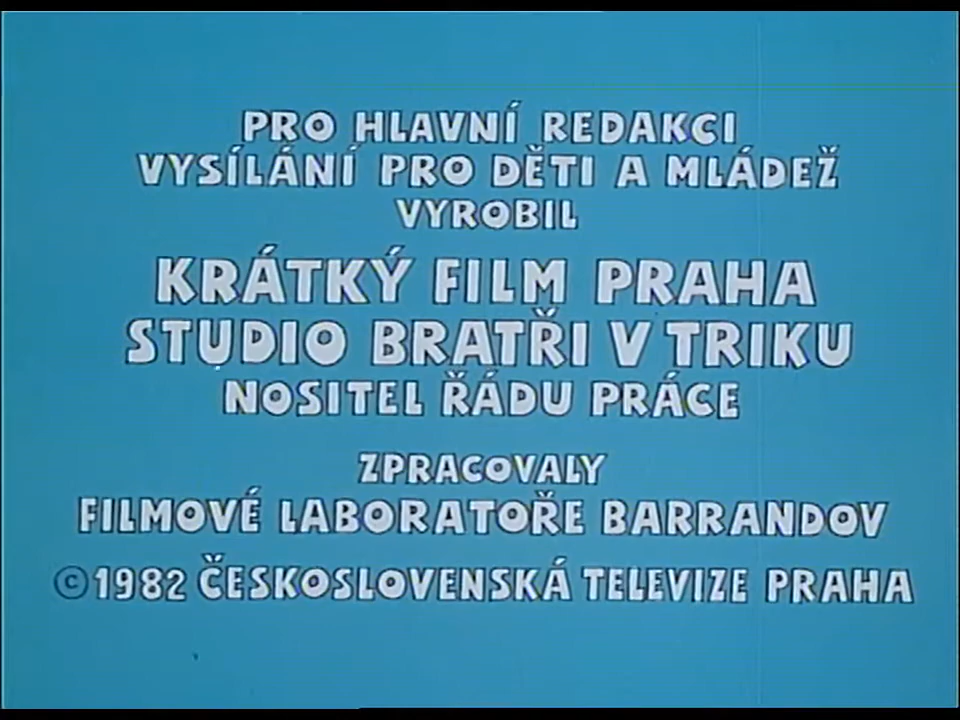 PRO HLAVNÍ REDAKCI
VYSÍLÁNÍ PRO DĚTI A MLÁDEŽ
VYROBIL
KRÁTKÝ FILM PRAHA
STUDIO BRATŘI V TRIKU
NOSITEL ŘÁDU PRÁCE
ZPRACOVALY
FILMOVÉ LABORATOŘE BARRANDOV
© 1982 ČESKOSLOVENSKÁ TELEVIZE PRAHA